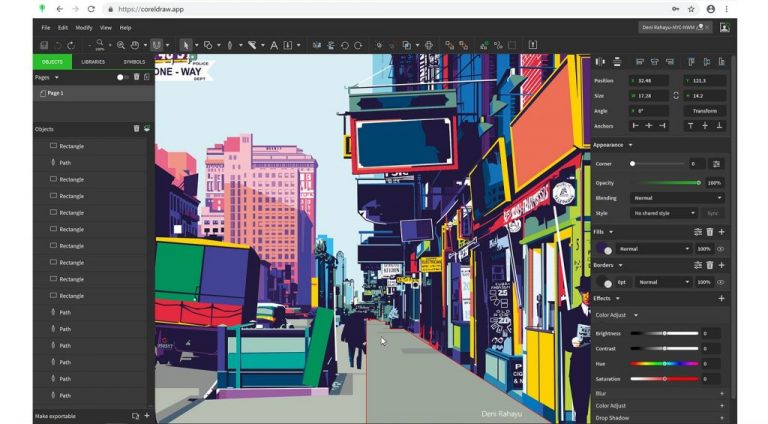 https://coreldraw.app
File Edit Modify View
Deni Rahayu-NYC-NWM
200%
OBJECTS LIBRARIES SYMBOLS
Pages
Page 1
Objects
Rectangle
Path
Rectangle
Rectangle
Rectangle
Rectangle
Rectangle
Rectangle
Rectangle
Rectangle
Path
Path
Path
Path
Path
Path
Make exportable
POLICE
ONE - WAY
DEPT
KITCHEN
Deni Rahayu
Position X 32.46 Y 121.3
Size W 17.28 H 14.2
Angle R 0° Transform
Anchors
Appearance
Corner 0
Opacity 100%
Blending Normal
Style No shared style Sync
Fills
Normal 100%
Borders
0pt Normal 100%
Effects
Color Adjust
Brightness 0
Contrast 0
Hue 0
Saturation 0
Blur
Color Adjust
Drop Shadow